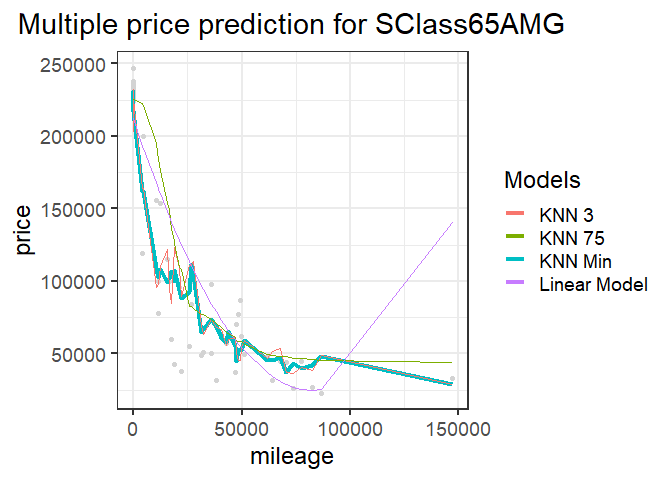 Multiple price prediction for SClass65AMG
250000
200000
150000
100000
50000
price
0
50000
100000
150000
mileage
Models
KNN 3
KNN 75
KNN Min
Linear Model